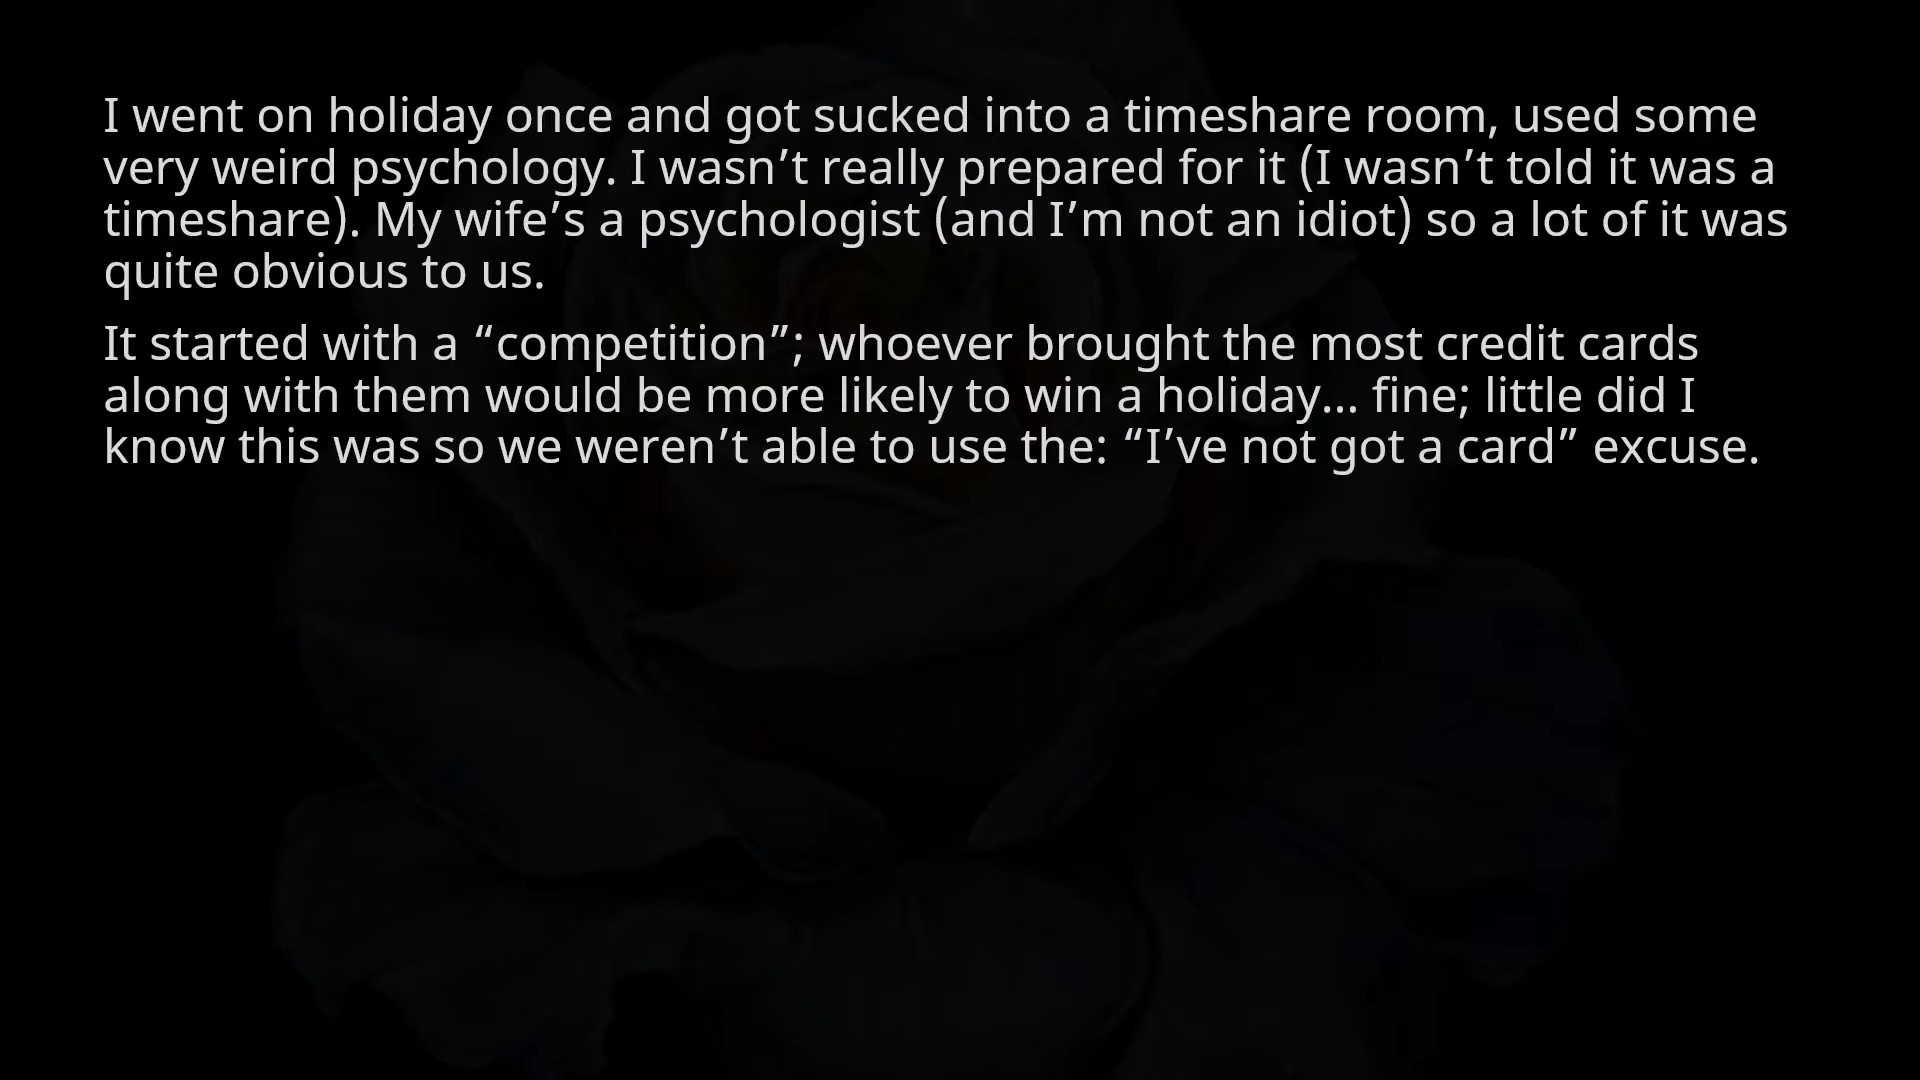 I went on holiday once and got sucked into a timeshare room, used some
very weird psychology. I wasn’t really prepared for it (I wasn’t told it was a
timeshare). My wife’s a psychologist (and I’m not an idiot) so a lot of it was
quite obvious to us.
It started with a “competition”; whoever brought the most credit cards
along with them would be more likely to win a holiday… fine; little did I
know this was so we weren’t able to use the: “I’ve not got a card” excuse.